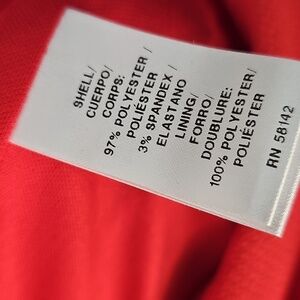 SHELL/
CUERPO/
CORPS:
97% POLYESTER /
POLIÉSTER
3% SPANDEX /
ELASTANO
LINING/
FORRO/
DOUBLURE:
100% POLYESTER/
POLIÉSTER
RN 58142